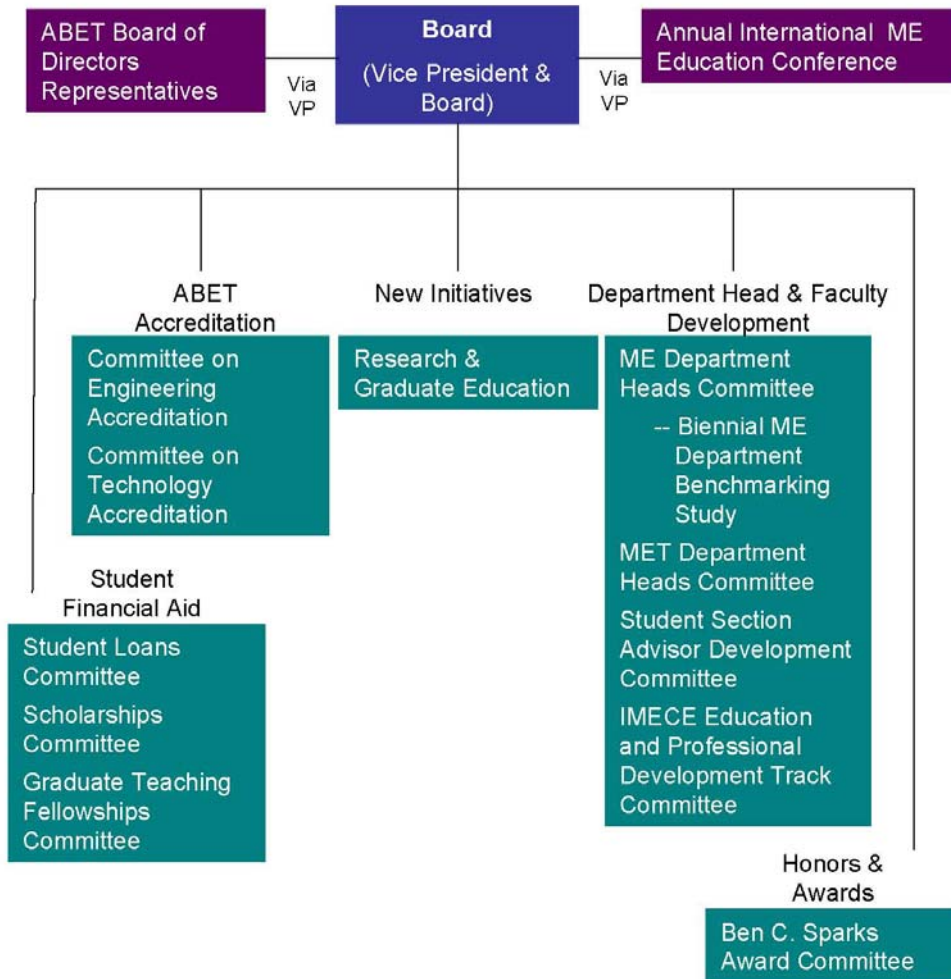 ABET Board of
Directors
Representatives
Via
VP
Board
(Vice President &
Board)
Via
VP
Annual International ME
Education Conference
ABET
Accreditation
Committee on
Engineering
Accreditation
Committee on
Technology
Accreditation
New Initiatives
Research &
Graduate Education
Department Head & Faculty
Development
ME Department
Heads Committee
-- Biennial ME
Department
Benchmarking
Study
MET Department
Heads Committee
Student Section
Advisor Development
Committee
IMECE Education
and Professional
Development Track
Committee
Student
Financial Aid
Student Loans
Committee
Scholarships
Committee
Graduate Teaching
Fellowships
Committee
Honors &
Awards
Ben C. Sparks
Award Committee